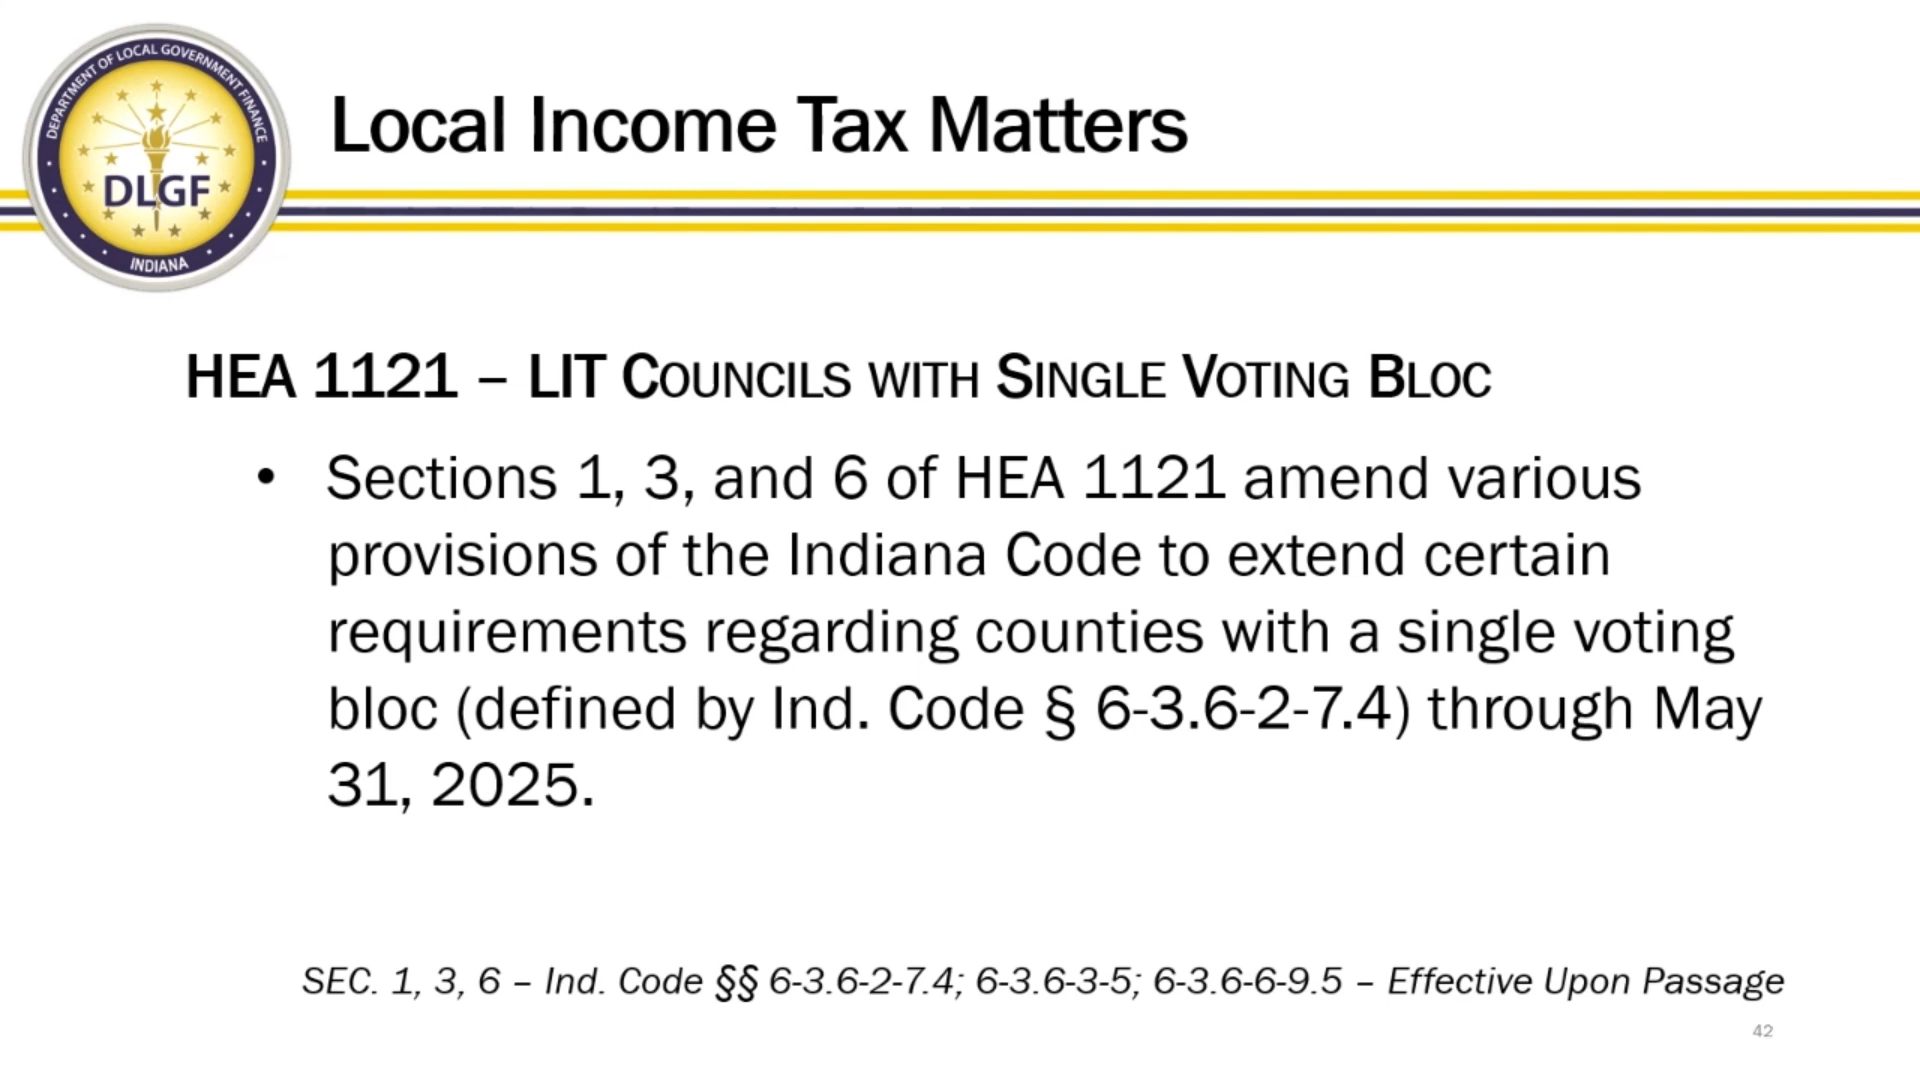 DEPARTMENT OF LOCAL GOVERNMENT FINANCE
DLGF
INDIANA
Local Income Tax Matters
HEA 1121 – LIT COUNCILS WITH SINGLE VOTING BLOC
• Sections 1, 3, and 6 of HEA 1121 amend various
provisions of the Indiana Code to extend certain
requirements regarding counties with a single voting
bloc (defined by Ind. Code § 6-3.6-2-7.4) through May
31, 2025.
SEC. 1, 3, 6 – Ind. Code §§ 6-3.6-2-7.4; 6-3.6-3-5; 6-3.6-6-9.5 – Effective Upon Passage
42